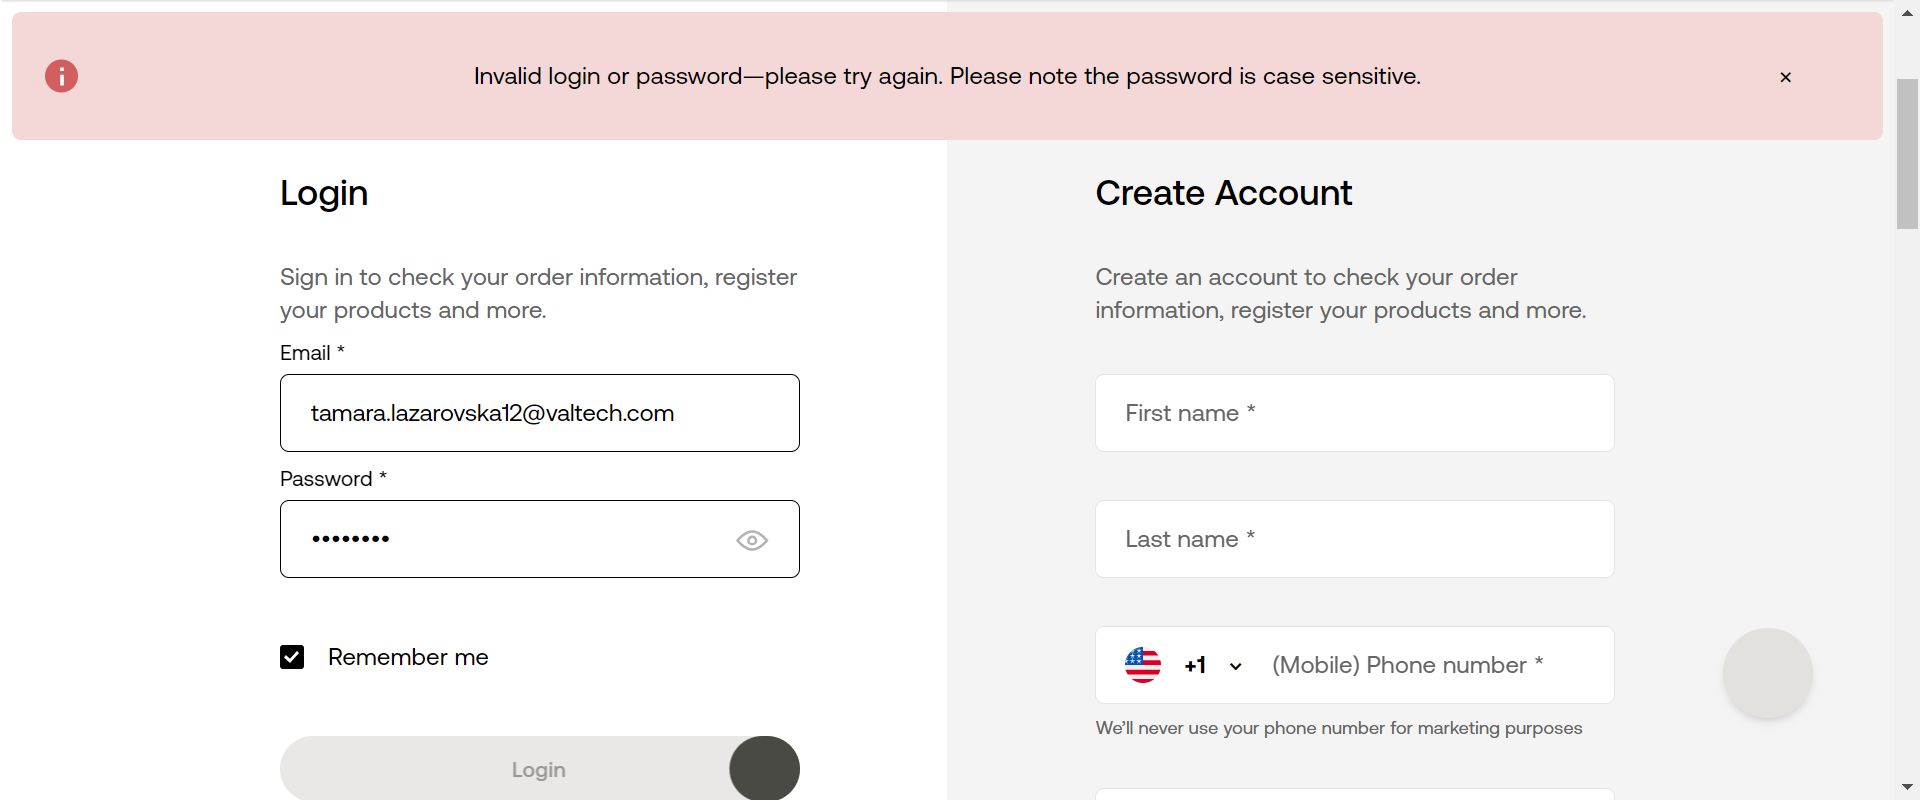 Invalid login or password—please try again. Please note the password is case sensitive.
Login
Sign in to check your order information, register
your products and more.
Email *
tamara.lazarovska12@valtech.com
Password *
••••••••
Remember me
Login
Create Account
Create an account to check your order
information, register your products and more.
First name *
Last name *
+1 (Mobile) Phone number *
We'll never use your phone number for marketing purposes